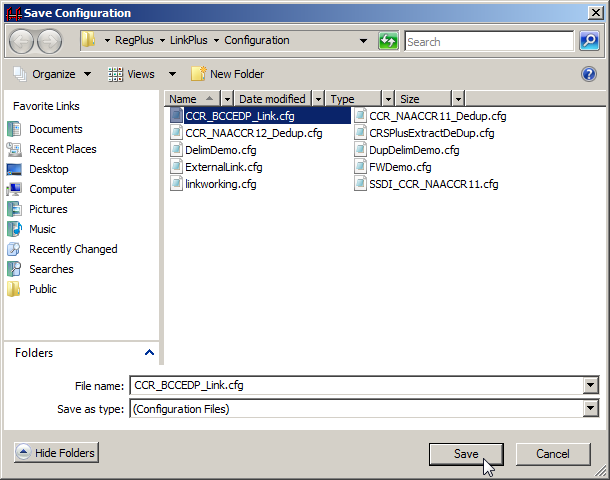 Save Configuration
RegPlus LinkPlus Configuration Search
Organize Views New Folder
Favorite Links
Documents
Recent Places
Desktop
Computer
Pictures
Music
Recently Changed
Searches
Public
Folders
Name Date modified Type Size
CCR_BCCEDP_Link.cfg CCR_NAACCR11_Dedup.cfg
CCR_NAACCR12_Dedup.cfg CRSPlusExtractDeDup.cfg
DelimDemo.cfg DupDelimDemo.cfg
ExternalLink.cfg FWDemo.cfg
linkworking.cfg SSDI_CCR_NAACCR11.cfg
File name: CCR_BCCEDP_Link.cfg
Save as type: (Configuration Files)
Hide Folders Save Cancel